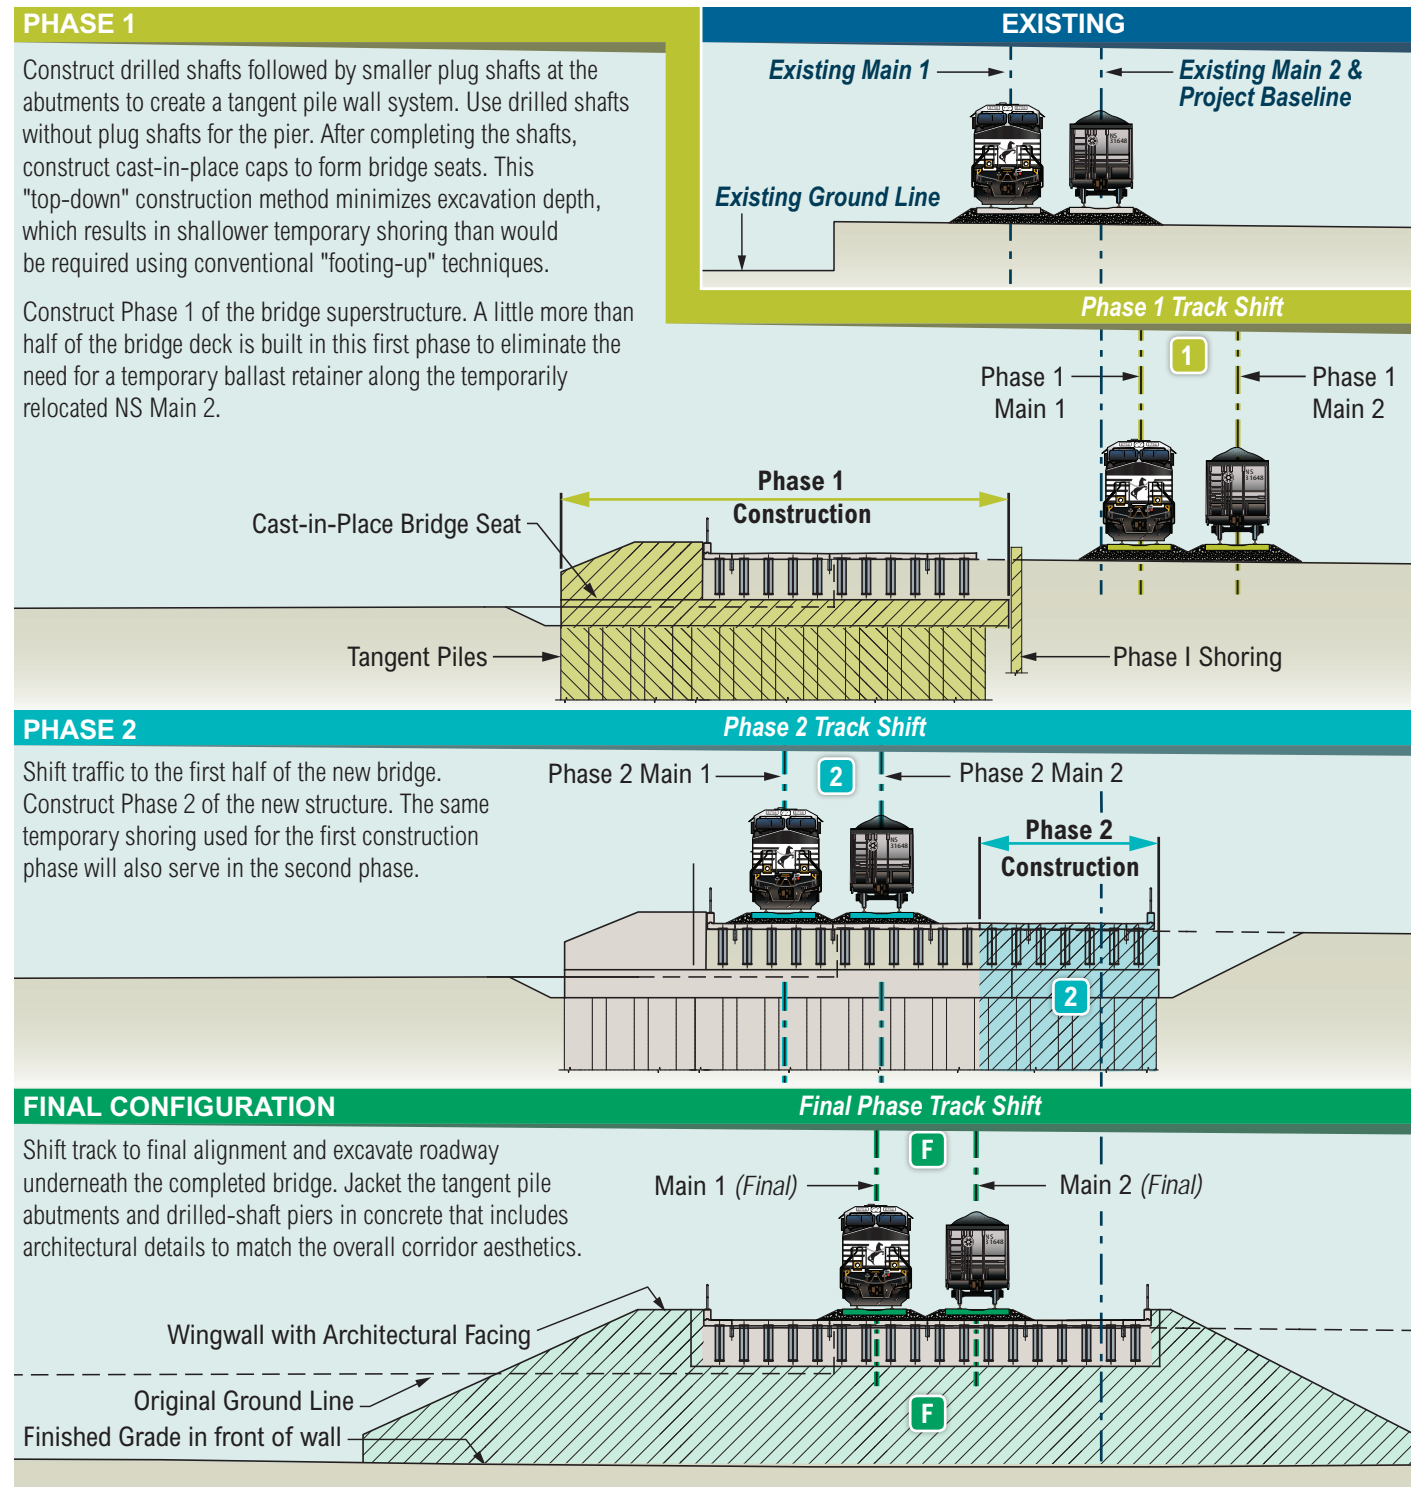 PHASE 1
Construct drilled shafts followed by smaller plug shafts at the
abutments to create a tangent pile wall system. Use drilled shafts
without plug shafts for the pier. After completing the shafts,
construct cast-in-place caps to form bridge seats. This
"top-down" construction method minimizes excavation depth,
which results in shallower temporary shoring than would
be required using conventional "footing-up" techniques.
Construct Phase 1 of the bridge superstructure. A little more than
half of the bridge deck is built in this first phase to eliminate the
need for a temporary ballast retainer along the temporarily
relocated NS Main 2.
EXISTING
Existing Main 1
Existing Main 2 &
Project Baseline
NS
31648
Existing Ground Line
Phase 1 Track Shift
1
Phase 1
Main 1
Phase 1
Main 2
NS
31648
Phase 1
Construction
Cast-in-Place Bridge Seat
Tangent Piles
Phase I Shoring
PHASE 2
Phase 2 Track Shift
Shift traffic to the first half of the new bridge.
Construct Phase 2 of the new structure. The same
temporary shoring used for the first construction
phase will also serve in the second phase.
Phase 2 Main 1
2
Phase 2 Main 2
NS
31648
Phase 2
Construction
2
FINAL CONFIGURATION
Final Phase Track Shift
Shift track to final alignment and excavate roadway
underneath the completed bridge. Jacket the tangent pile
abutments and drilled-shaft piers in concrete that includes
architectural details to match the overall corridor aesthetics.
F
Main 1 (Final)
Main 2 (Final)
NS
31648
Wingwall with Architectural Facing
Original Ground Line
F
Finished Grade in front of wall